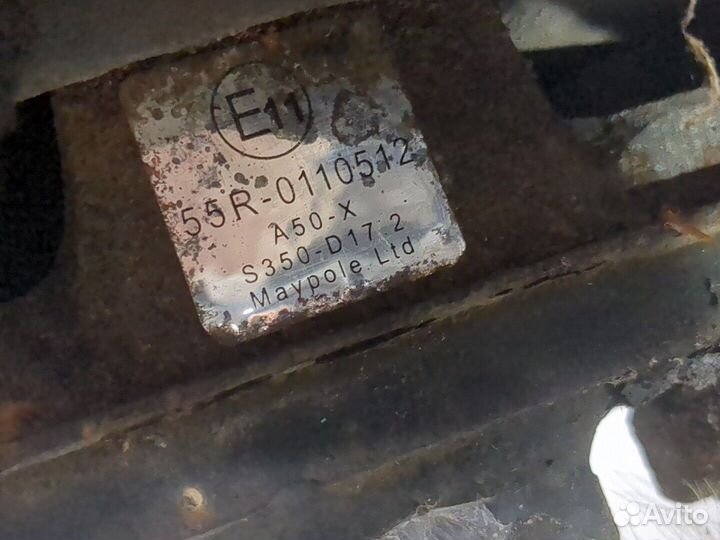 E11
55R-0110512
A50-X
S350-D17.2
Maypole Ltd
Avito